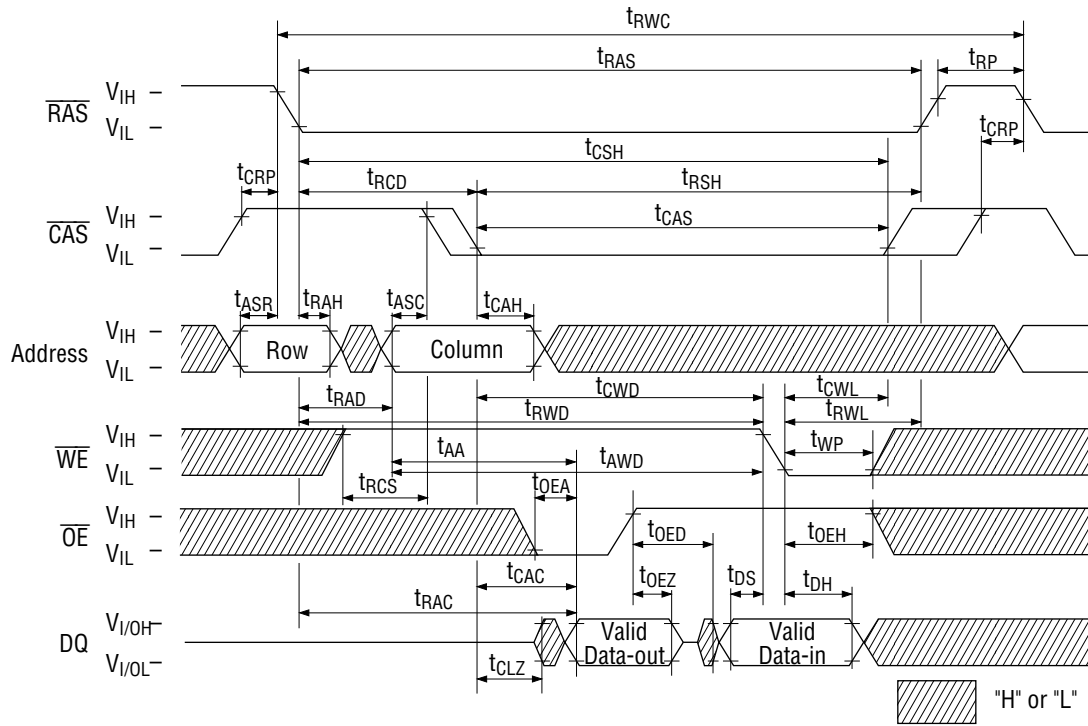 tRWC
tRAS
tRP
RAS
VIH
VIL
tCRP
tCSH
tCRP
tRCD
tRSH
CAS
VIH
VIL
tCAS
tASR
tRAH
tASC
tCAH
Address
VIH
VIL
Row
Column
tRAD
tCWD
tCWL
tRWD
tRWL
WE
VIH
VIL
tAA
tAWD
tWP
tRCS
tOEA
OE
VIH
VIL
tOED
tOEH
tCAC
tOEZ
tDS
tDH
tRAC
DQ
VI/OH
VI/OL
Valid
Data-out
Valid
Data-in
tCLZ
"H" or "L"